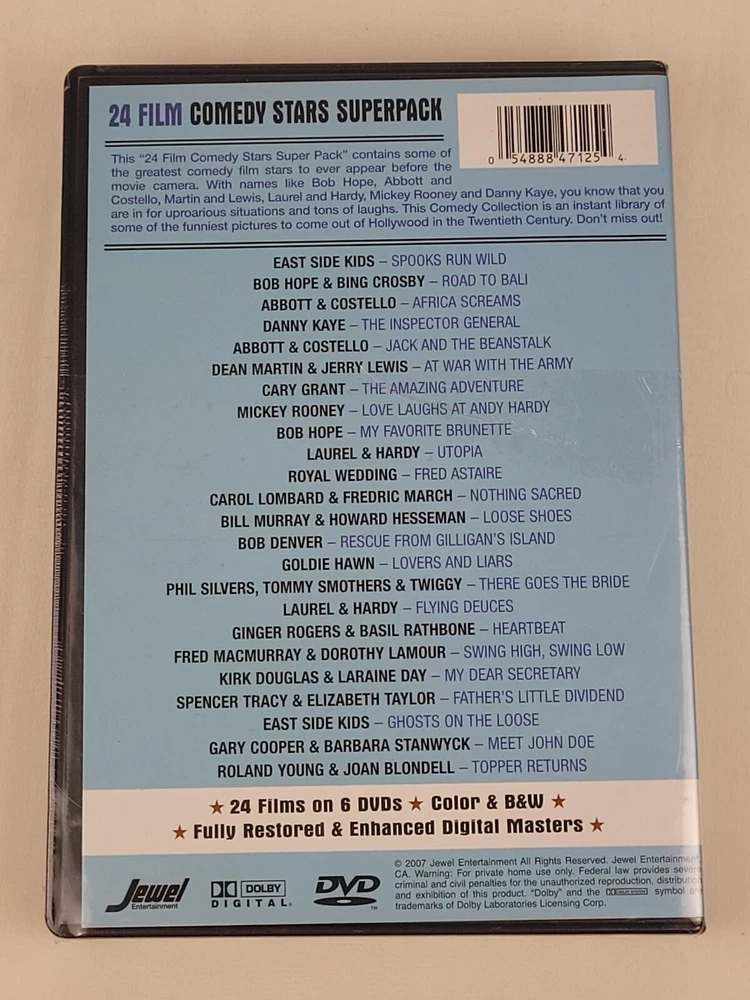 24 FILM COMEDY STARS SUPERPACK
0 54888 47125 4
This "24 Film Comedy Stars Super Pack" contains some of
the greatest comedy film stars to ever appear before the
movie camera. With names like Bob Hope, Abbott and
Costello, Martin and Lewis, Laurel and Hardy, Mickey Rooney and Danny Kaye, you know that you
are in for uproarious situations and tons of laughs. This Comedy Collection is an instant library of
some of the funniest pictures to come out of Hollywood in the Twentieth Century. Don't miss out!
EAST SIDE KIDS – SPOOKS RUN WILD
BOB HOPE & BING CROSBY – ROAD TO BALI
ABBOTT & COSTELLO – AFRICA SCREAMS
DANNY KAYE – THE INSPECTOR GENERAL
ABBOTT & COSTELLO – JACK AND THE BEANSTALK
DEAN MARTIN & JERRY LEWIS – AT WAR WITH THE ARMY
CARY GRANT – THE AMAZING ADVENTURE
MICKEY ROONEY – LOVE LAUGHS AT ANDY HARDY
BOB HOPE – MY FAVORITE BRUNETTE
LAUREL & HARDY – UTOPIA
ROYAL WEDDING – FRED ASTAIRE
CAROL LOMBARD & FREDRIC MARCH – NOTHING SACRED
BILL MURRAY & HOWARD HESSEMAN – LOOSE SHOES
BOB DENVER – RESCUE FROM GILLIGAN'S ISLAND
GOLDIE HAWN – LOVERS AND LIARS
PHIL SILVERS, TOMMY SMOTHERS & TWIGGY – THERE GOES THE BRIDE
LAUREL & HARDY – FLYING DEUCES
GINGER ROGERS & BASIL RATHBONE – HEARTBEAT
FRED MACMURRAY & DOROTHY LAMOUR – SWING HIGH, SWING LOW
KIRK DOUGLAS & LARAINE DAY – MY DEAR SECRETARY
SPENCER TRACY & ELIZABETH TAYLOR – FATHER'S LITTLE DIVIDEND
EAST SIDE KIDS – GHOSTS ON THE LOOSE
GARY COOPER & BARBARA STANWYCK – MEET JOHN DOE
ROLAND YOUNG & JOAN BLONDELL – TOPPER RETURNS
★ 24 Films on 6 DVDs ★ Color & B&W ★
★ Fully Restored & Enhanced Digital Masters ★
Jewel
Entertainment
DOLBY
DIGITAL
DVD
TM
© 2007 Jewel Entertainment All Rights Reserved. Jewel Entertainment,
CA. Warning: For private home use only. Federal law provides severe
criminal and civil penalties for the unauthorized reproduction, distribution
and exhibition of this product. "Dolby" and the symbol are
trademarks of Dolby Laboratories Licensing Corp.